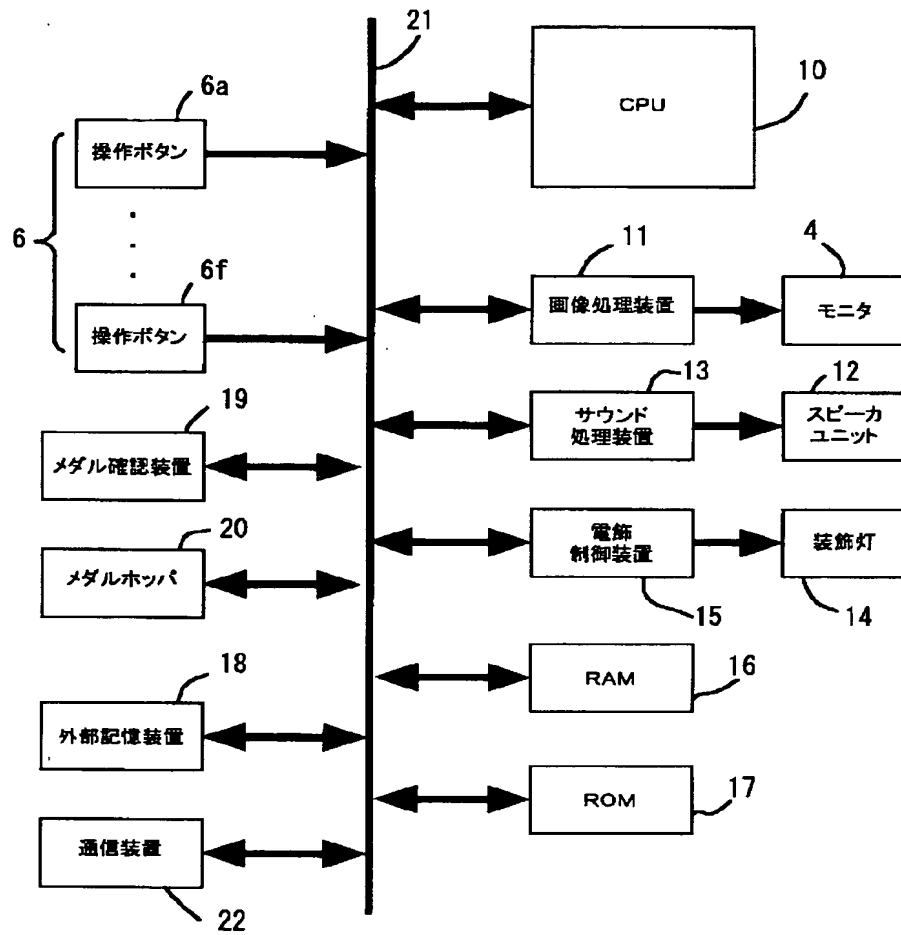 21
10
CPU
6a
操作ボタン
6
6f
操作ボタン
11
画像処理装置
4
モニタ
13
サウンド
処理装置
12
スピーカ
ユニット
19
メダル確認装置
20
メダルホッパ
電飾
制御装置
15
装飾灯
14
18
外部記憶装置
RAM
16
ROM
17
通信装置
22